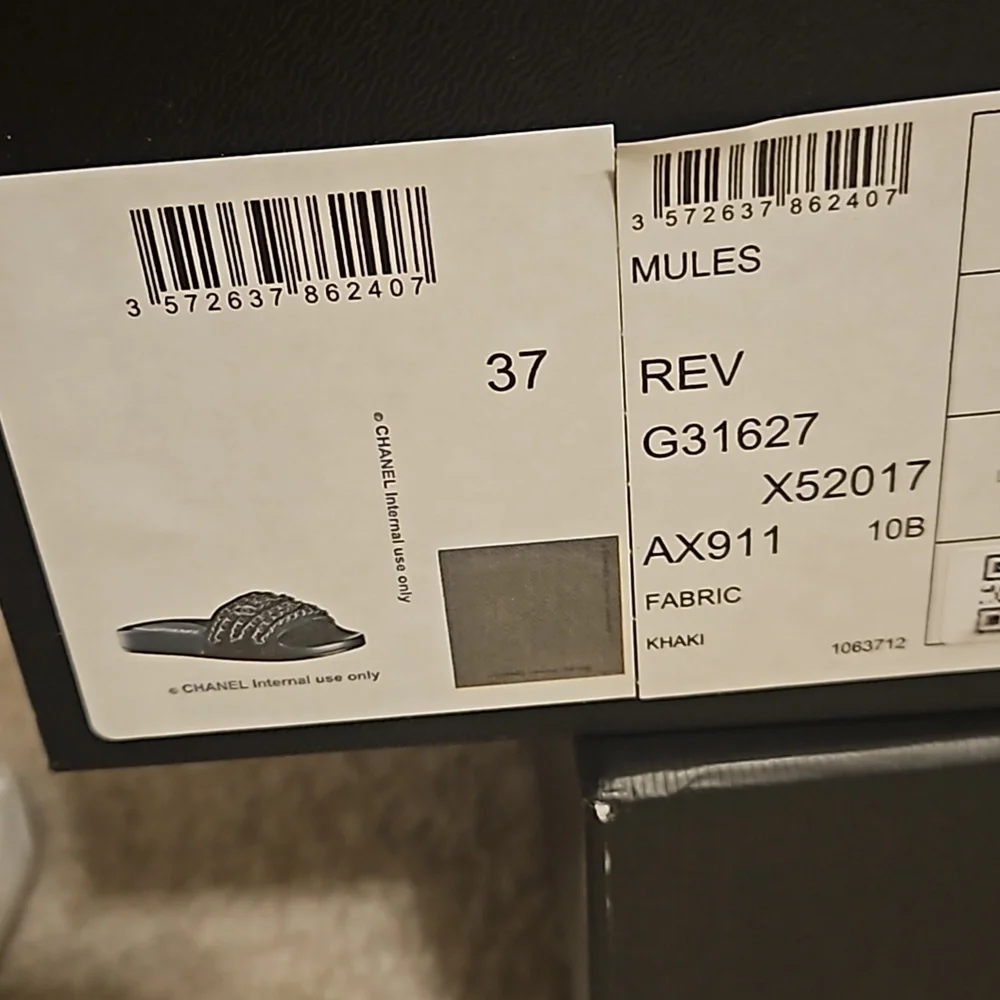 3 572637 862407
37
© CHANEL Internal use only
© CHANEL Internal use only
3 572637 862407
MULES
REV
G31627
X52017
AX911 10B
FABRIC
KHAKI 1063712